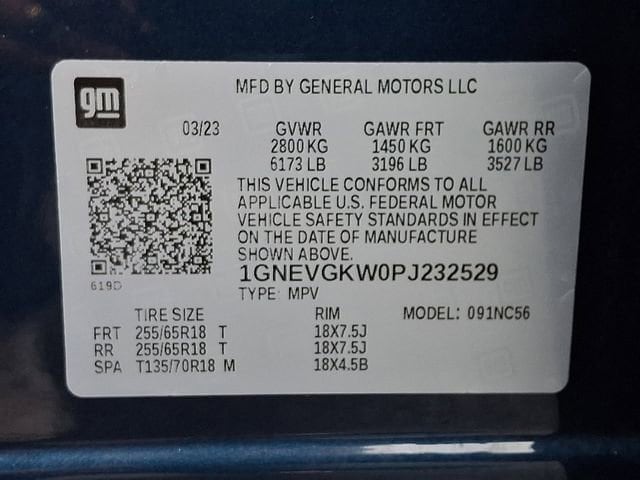 gm
MFD BY GENERAL MOTORS LLC
03/23 GVWR GAWR FRT GAWR RR
2800 KG 1450 KG 1600 KG
6173 LB 3196 LB 3527 LB
THIS VEHICLE CONFORMS TO ALL
APPLICABLE U.S. FEDERAL MOTOR
VEHICLE SAFETY STANDARDS IN EFFECT
ON THE DATE OF MANUFACTURE
SHOWN ABOVE.
1GNEVGKW0PJ232529
619D
TYPE: MPV
TIRE SIZE RIM MODEL: 091NC56
FRT 255/65R18 T 18X7.5J
RR 255/65R18 T 18X7.5J
SPA T135/70R18 M 18X4.5B